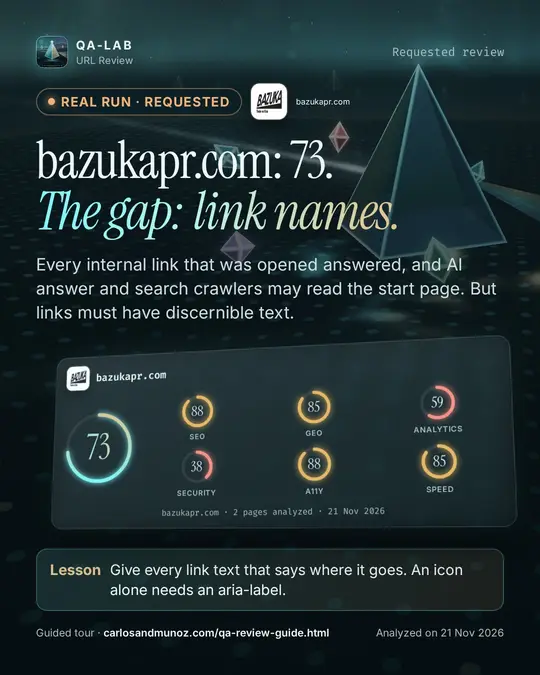 QA-LAB
URL Review
Requested review
REAL RUN · REQUESTED
BAZUKA
bazukapr.com
bazukapr.com: 73.
The gap: link names.
Every internal link that was opened answered, and AI
answer and search crawlers may read the start page. But
links must have discernible text.
BAZUKA
bazukapr.com
73
88
SEO
85
GEO
59
ANALYTICS
38
SECURITY
88
A11Y
85
SPEED
bazukapr.com · 2 pages analyzed · 21 Nov 2026
Lesson
Give every link text that says where it goes. An icon
alone needs an aria-label.
Guided tour · carlosandmunoz.com/qa-review-guide.html
Analyzed on 21 Nov 2026